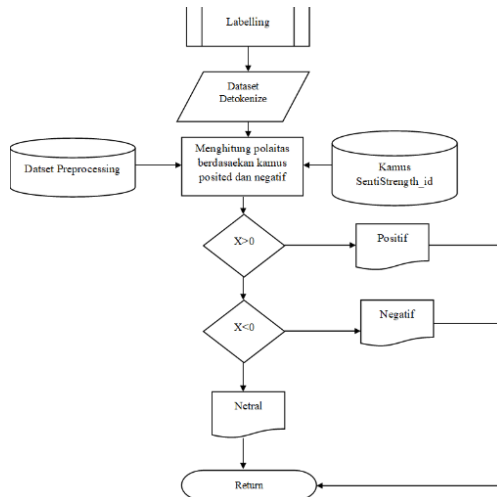 Labelling
Dataset
Detokenize
Menghitung polaitas
berdasaekan kamus
posited dan negatif
Datset Preprocessing
Kamus
SentiStrength_id
X>0
Positif
X<0
Negatif
Netral
Return